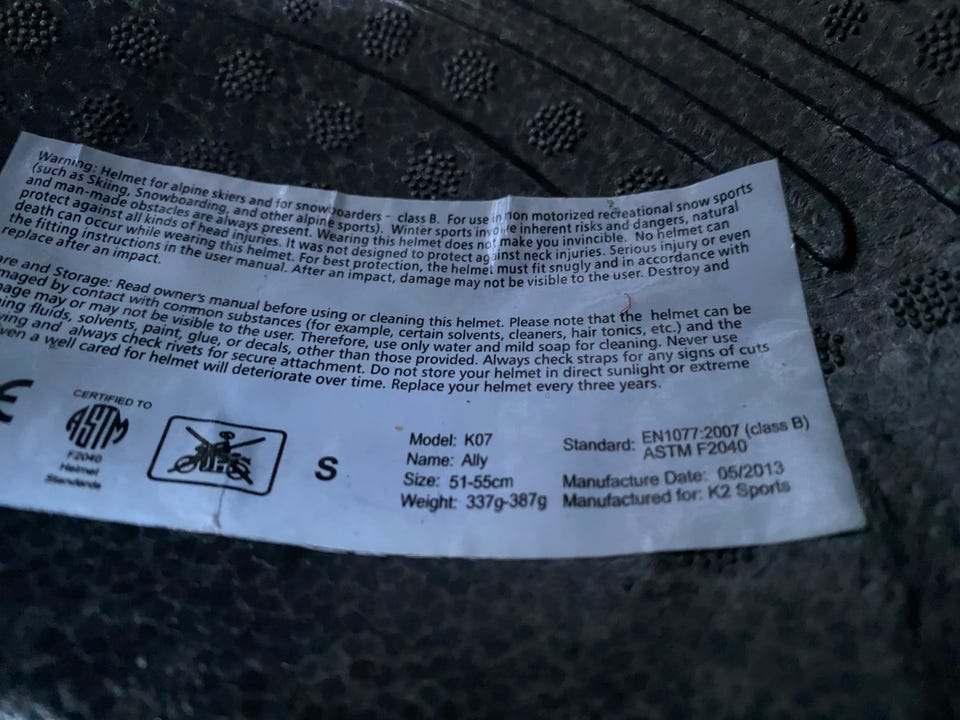 Warning: Helmet for alpine skiers and for snowboarders - class B. For use in non motorized recreational snow sports
(such as Skiing, Snowboarding, and other alpine sports). Winter sports involve inherent risks and dangers, natural
and man-made obstacles are always present. Wearing this helmet does not make you invincible. No helmet can
protect against all kinds of head injuries. It was not designed to protect against neck injuries. Serious injury or even
death can occur while wearing this helmet. For best protection, the helmet must fit snugly and in accordance with
the fitting instructions in the user manual. After an impact, damage may not be visible to the user. Destroy and
replace after an impact.
and Storage: Read owner's manual before using or cleaning this helmet. Please note that the helmet can be
by contact with common substances (for example, certain solvents, cleaners, hair tonics, etc.) and the
may or may not be visible to the user. Therefore, use only water and mild soap for cleaning. Never use
fluids, solvents, paint, glue, or decals, other than those provided. Always check straps for any signs of cuts
and always check rivets for secure attachment. Do not store your helmet in direct sunlight or extreme
a well cared for helmet will deteriorate over time. Replace your helmet every three years.
CERTIFIED TO
ASTM
F2040
Helmet
Standards
S
Model: K07
Name: Ally
Size: 51-55cm
Weight: 337g-387g
Standard: EN1077:2007 (class B)
ASTM F2040
Manufacture Date: 05/2013
Manufactured for: K2 Sports